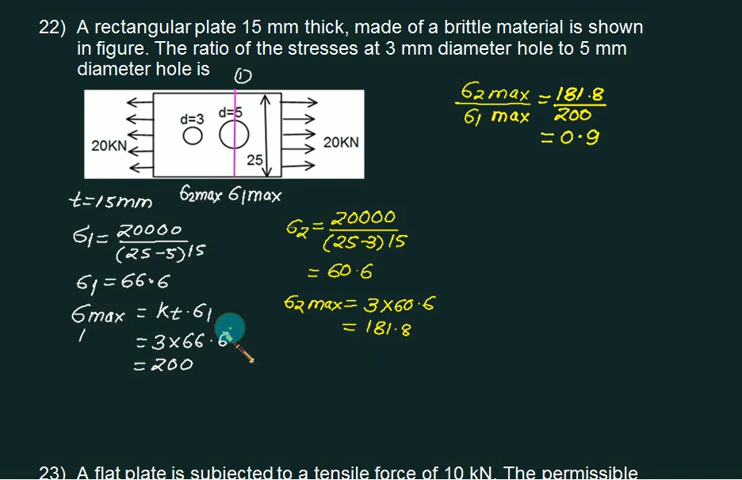 22) A rectangular plate 15 mm thick, made of a brittle material is shown
in figure. The ratio of the stresses at 3 mm diameter hole to 5 mm
diameter hole is
①
d=3 d=5
20KN
20KN
25
t=15mm
σ2max σ1max
σ1 = 20000/(25-5)15
σ1 = 66.6
σmax1 = Kt.σ1
= 3×66.6
= 200
σ2 = 20000/(25-3)15
= 60.6
σ2max = 3×60.6
= 181.8
σ2max/σ1max = 181.8/200
= 0.9
23) A flat plate is subjected to a tensile force of 10 kN. The permissible